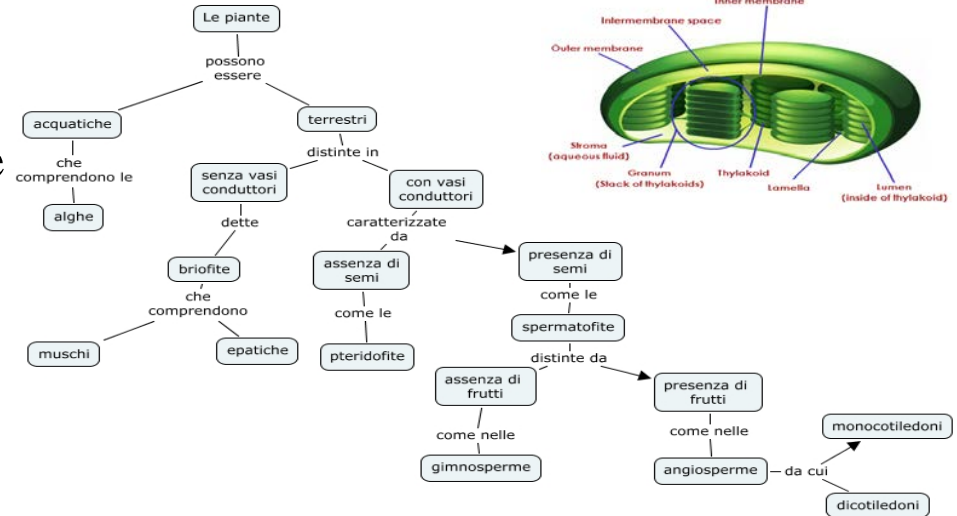 Le piante
possono
essere
acquatiche
che
comprendono le
alghe
terrestri
distinte in
senza vasi
conduttori
dette
briofite
che
comprendono
muschi
epatiche
con vasi
conduttori
caratterizzate
da
assenza di
semi
come le
pteridofite
presenza di
semi
come le
spermatofite
distinte da
assenza di
frutti
come nelle
gimnosperme
presenza di
frutti
come nelle
angiosperme
da cui
monocotiledoni
dicotiledoni
Inner membrane
Intermembrane space
Outer membrane
Stroma
(aqueous fluid)
Granum
(Stack of thylakoids)
Thylakoid
Lamella
Lumen
(inside of thylakoid)